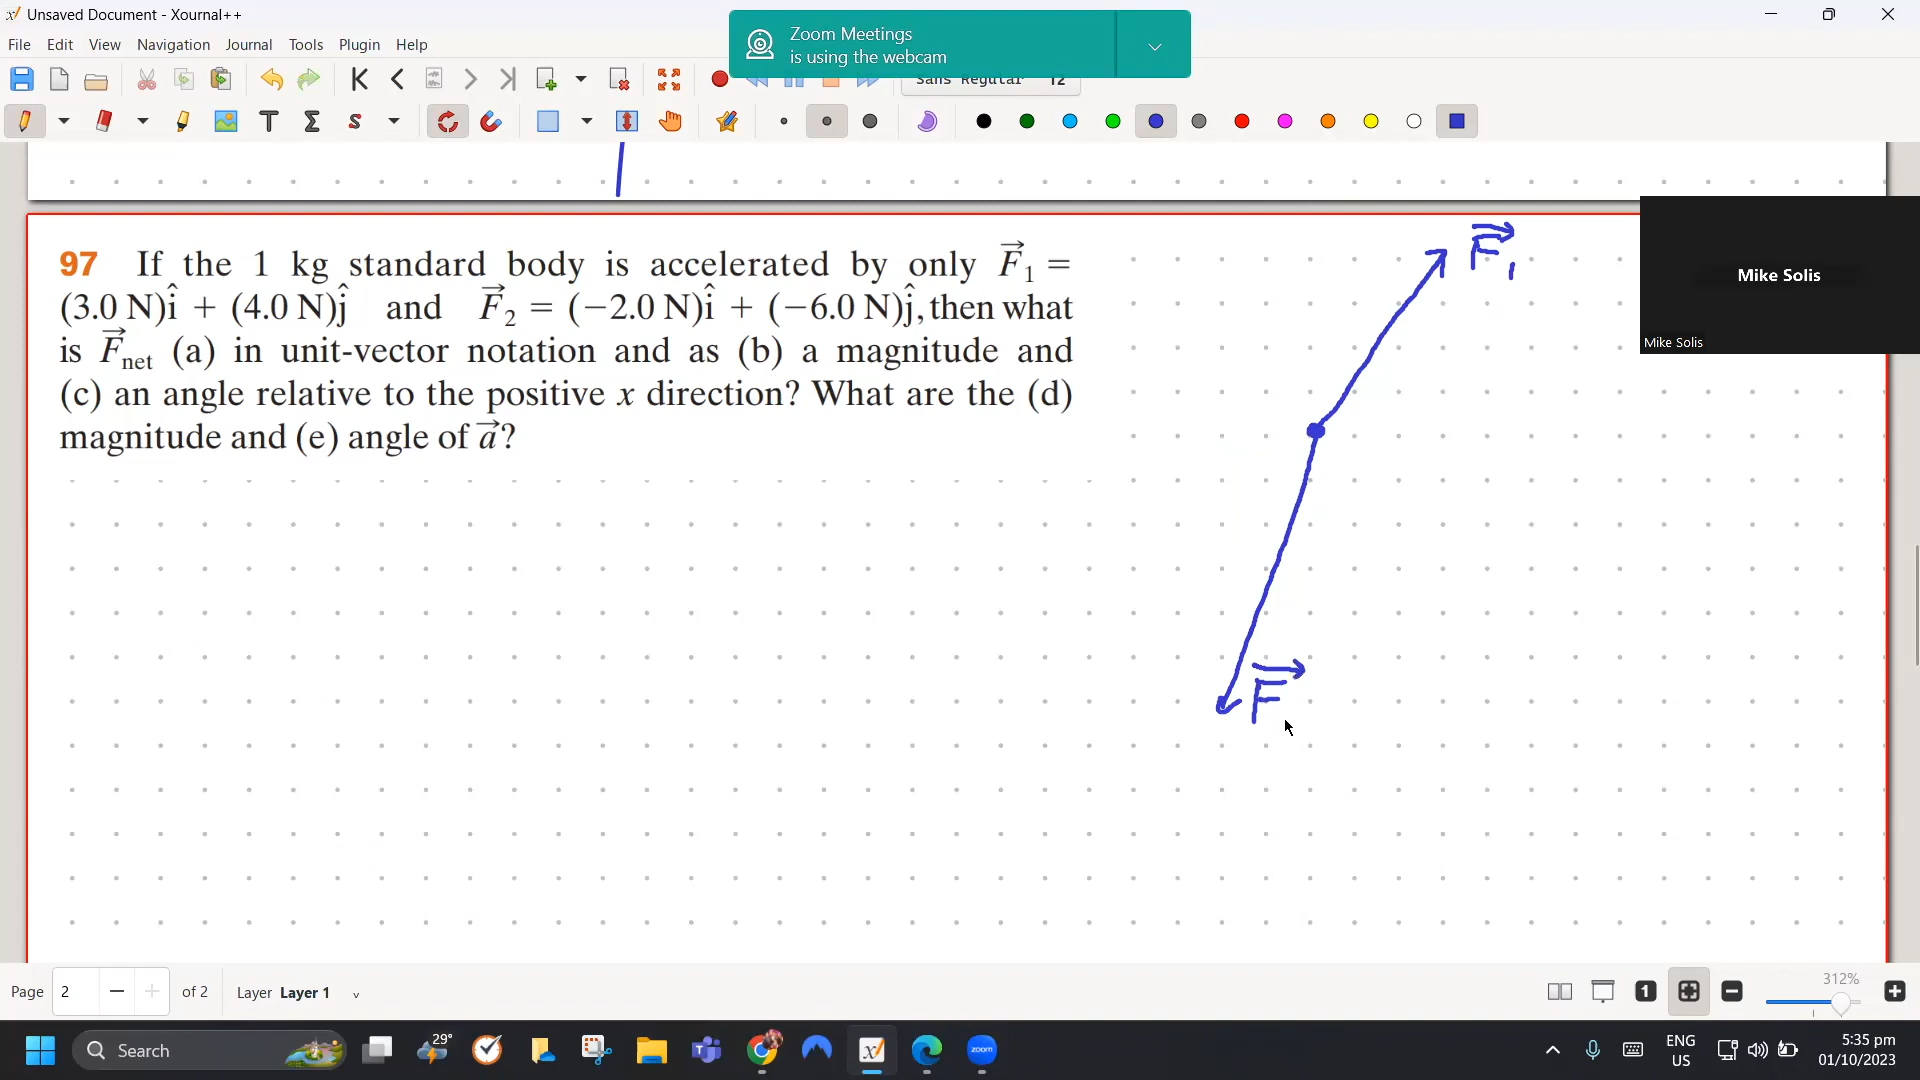 Unsaved Document - Xournal++
Zoom Meetings
is using the webcam
File Edit View Navigation Journal Tools Plugin Help
Sans Regular 12
97 If the 1 kg standard body is accelerated by only F⃗₁ =
(3.0 N)î + (4.0 N)ĵ and F⃗₂ = (−2.0 N)î + (−6.0 N)ĵ, then what
is F⃗net (a) in unit-vector notation and as (b) a magnitude and
(c) an angle relative to the positive x direction? What are the (d)
magnitude and (e) angle of a⃗?
F⃗₁
F⃗
Mike Solis
Mike Solis
Page 2 of 2 Layer Layer 1
312%
Search
29°
zoom
ENG
US
5:35 pm
01/10/2023